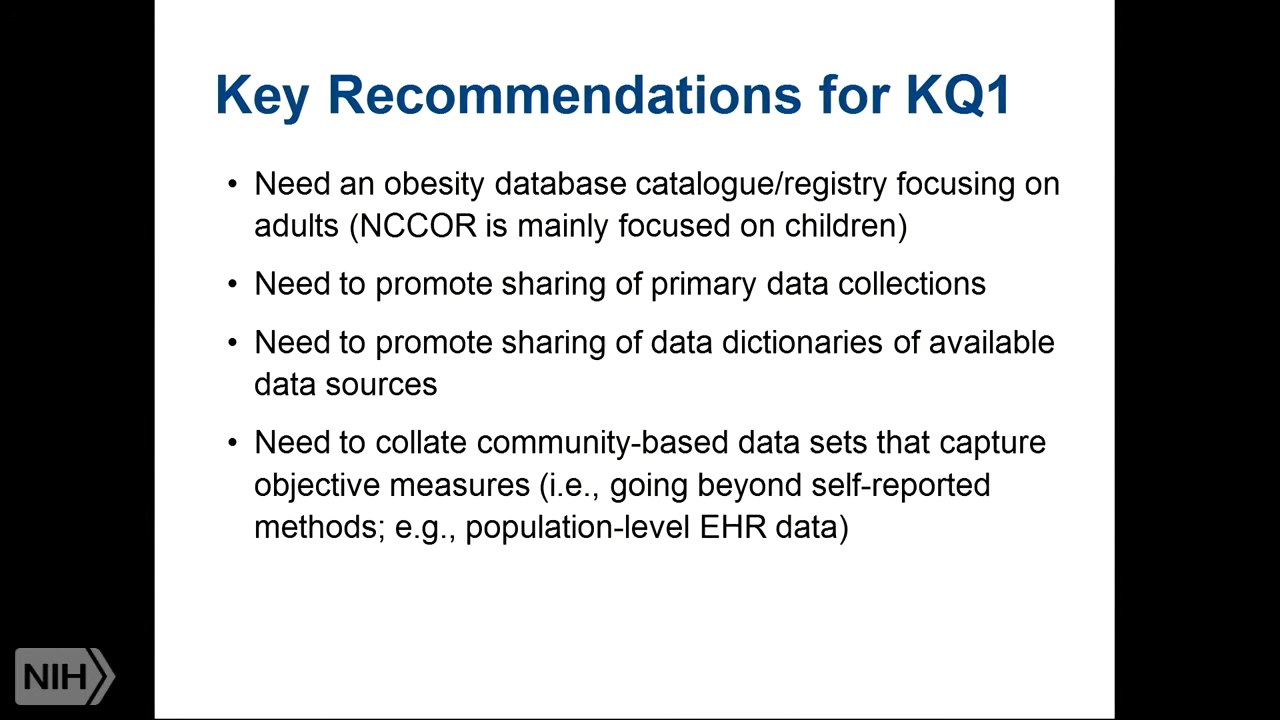 Key Recommendations for KQ1
• Need an obesity database catalogue/registry focusing on
adults (NCCOR is mainly focused on children)
• Need to promote sharing of primary data collections
• Need to promote sharing of data dictionaries of available
data sources
• Need to collate community-based data sets that capture
objective measures (i.e., going beyond self-reported
methods; e.g., population-level EHR data)
NIH